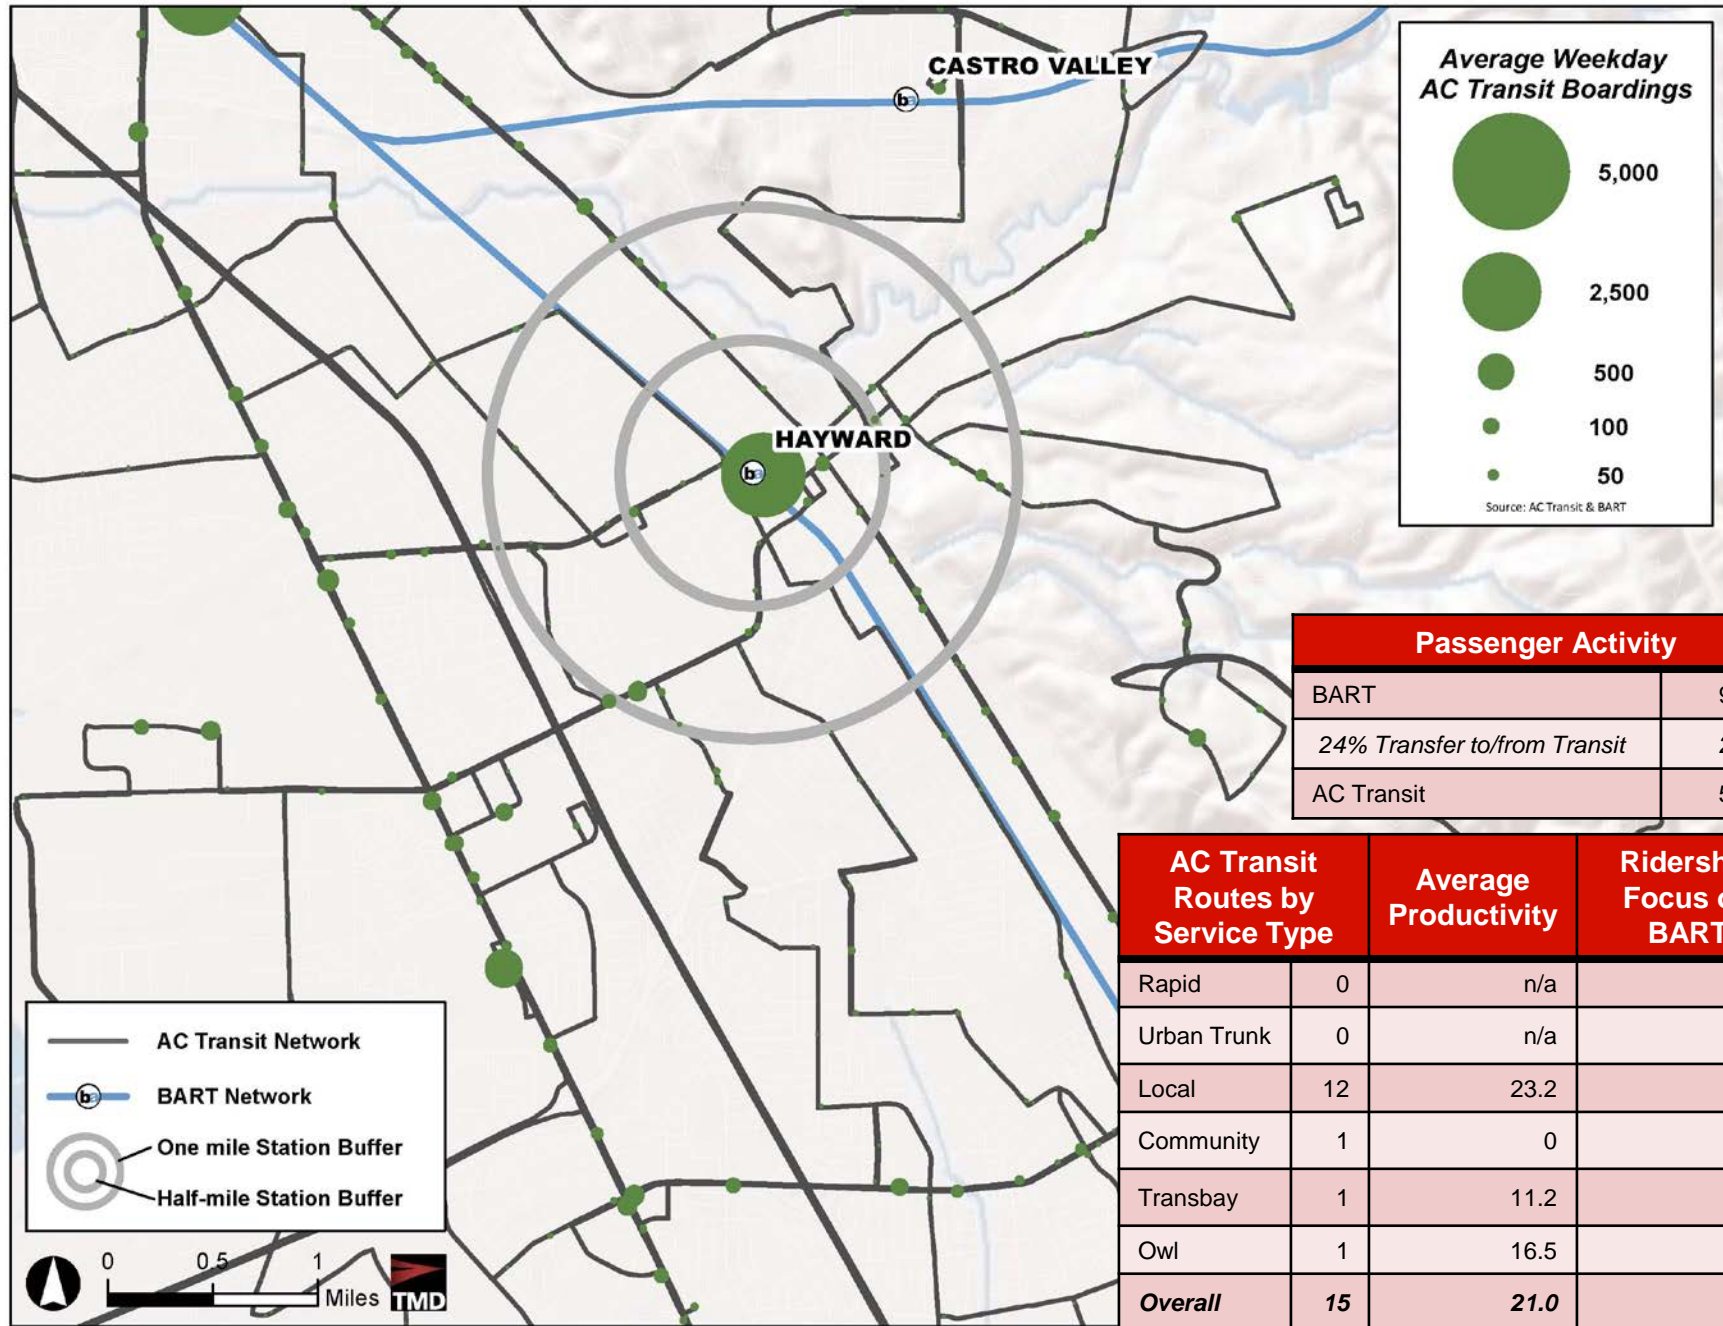 CASTRO VALLEY
HAYWARD
Average Weekday
AC Transit Boardings
5,000
2,500
500
100
50
Source: AC Transit & BART
Passenger Activity
BART
24% Transfer to/from Transit
AC Transit
AC Transit Routes by Service Type
Average Productivity
BART
Rapid 0 n/a
Urban Trunk 0 n/a
Local 12 23.2
Community 1 0
Transbay 1 11.2
Owl 1 16.5
Overall 15 21.0
AC Transit Network
ba BART Network
One mile Station Buffer
Half-mile Station Buffer
0 0.5 1
Miles
TMD